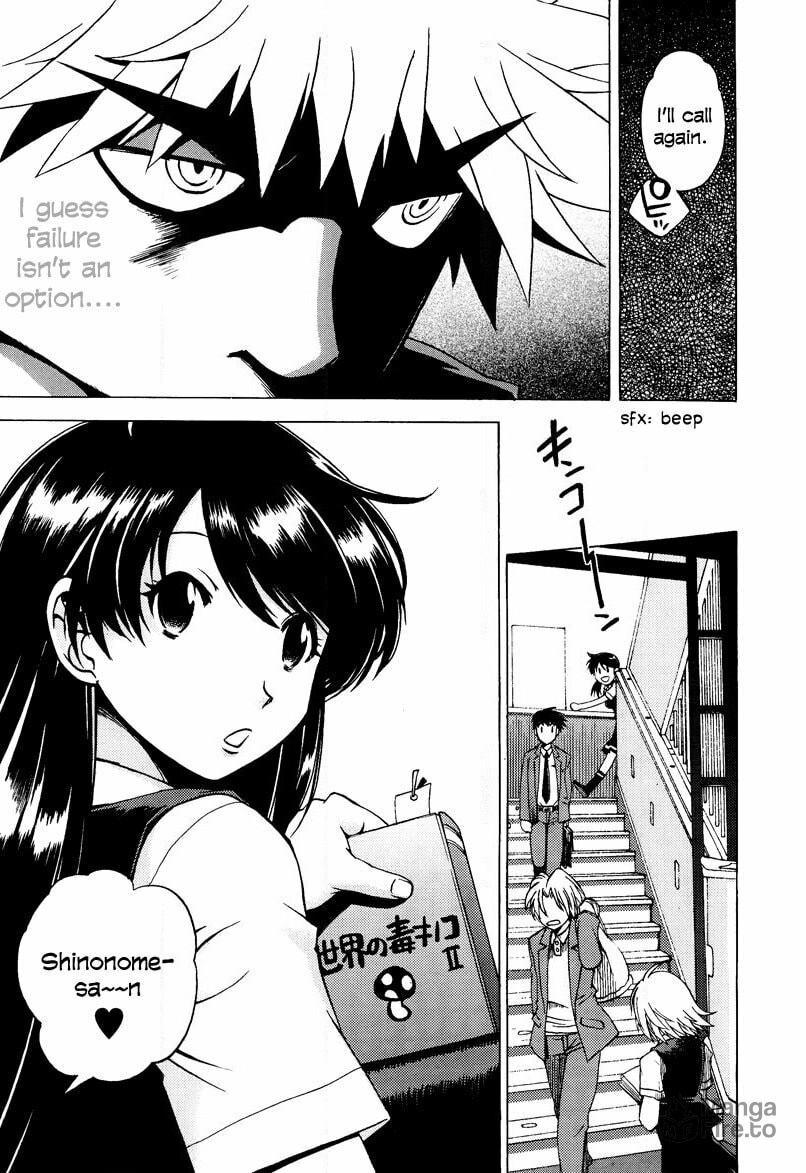 I'll call
again.
ピッ
I guess
failure
isn't an
option....
sfx: beep
キンコーン
世界の毒キノコ
II
Shinonome-
sa~~n
♥